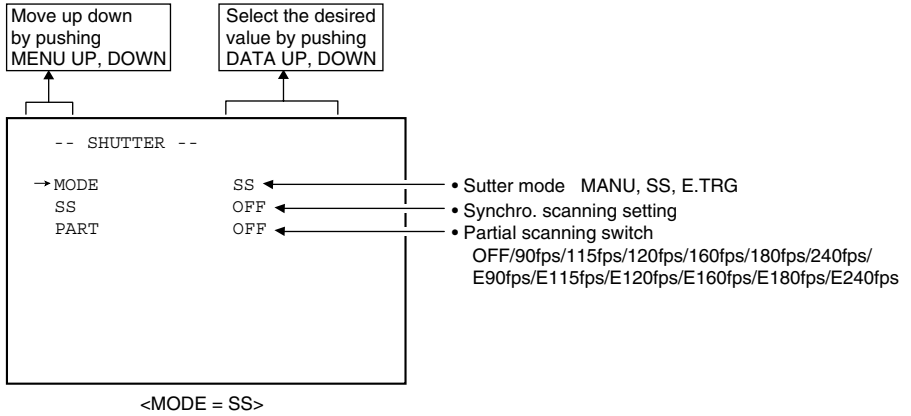 Move up down
by pushing
MENU UP, DOWN
Select the desired
value by pushing
DATA UP, DOWN
-- SHUTTER --
→MODE SS
SS OFF
PART OFF
• Sutter mode MANU, SS, E.TRG
• Synchro. scanning setting
• Partial scanning switch
OFF/90fps/115fps/120fps/160fps/180fps/240fps/
E90fps/E115fps/E120fps/E160fps/E180fps/E240fps
<MODE = SS>